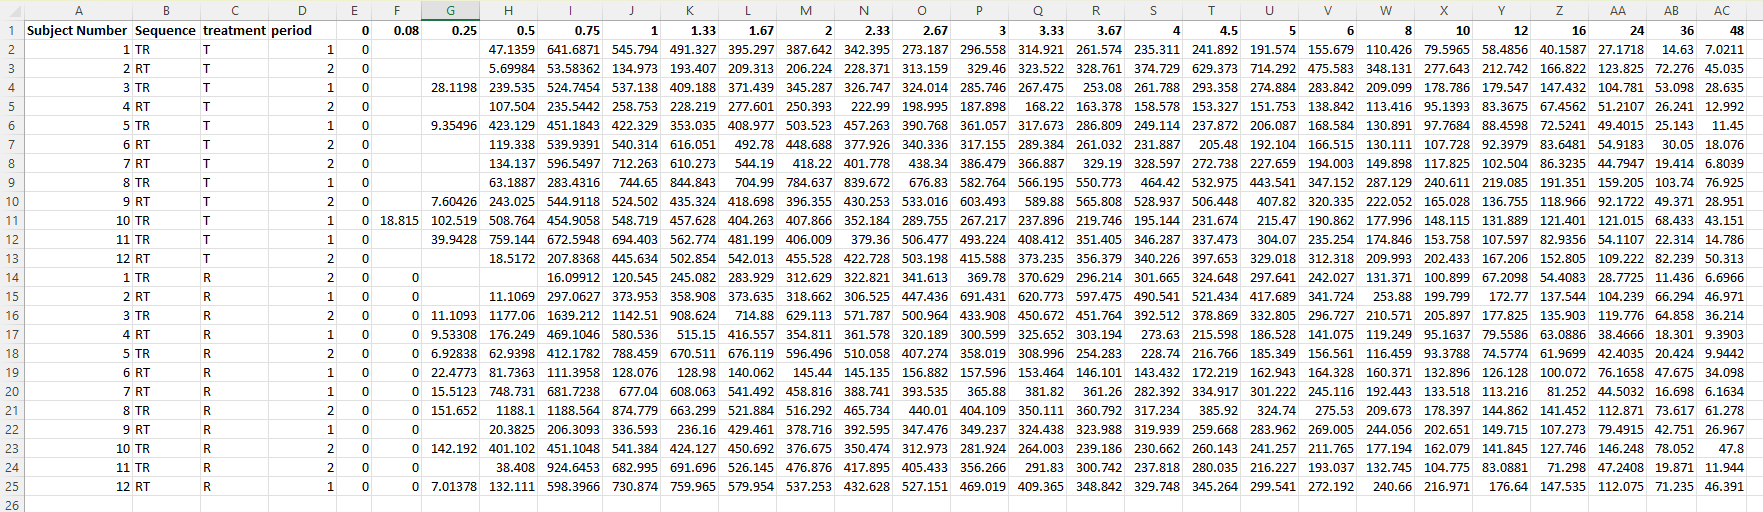 A B C D E F G H I J K L M N O P Q R S T U V W X Y Z AA AB AC
1 Subject Number Sequence treatment period 0 0.08 0.25 0.5 0.75 1 1.33 1.67 2 2.33 2.67 3 3.33 3.67 4 4.5 5 6 8 10 12 16 24 36 48
2 1 TR T 1 0 47.1359 641.6871 545.794 491.327 395.297 387.642 342.395 273.187 296.558 314.921 261.574 235.311 241.892 191.574 155.679 110.426 79.5965 58.4856 40.1587 27.1718 14.63 7.0211
3 2 RT T 2 0 5.69984 53.58362 134.973 193.407 209.313 206.224 228.371 313.159 329.46 323.522 328.761 374.729 629.373 714.292 475.583 348.131 277.643 212.742 166.822 123.825 72.276 45.035
4 3 TR T 1 0 28.1198 239.535 524.7454 537.138 409.188 371.439 345.287 326.747 324.014 285.746 267.475 253.08 261.788 293.358 274.884 283.842 209.099 178.786 179.547 147.432 104.781 53.098 28.635
5 4 RT T 2 0 107.504 235.5442 258.753 228.219 277.601 250.393 222.99 198.995 187.898 168.22 163.378 158.578 153.327 151.753 138.842 113.416 95.1393 83.3675 67.4562 51.2107 26.241 12.992
6 5 TR T 1 0 9.35496 423.129 451.1843 422.329 353.035 408.977 503.523 457.263 390.768 361.057 317.673 286.809 249.114 237.872 206.087 168.584 130.891 97.7684 88.4598 72.5241 49.4015 25.143 11.45
7 6 RT T 2 0 119.338 539.9391 540.314 616.051 492.78 448.688 377.926 340.336 317.155 289.384 261.032 231.887 205.48 192.104 166.515 130.111 107.728 92.3979 83.6481 54.9183 30.05 18.076
8 7 RT T 2 0 134.137 596.5497 712.263 610.273 544.19 418.22 401.778 438.34 386.479 366.887 329.19 328.597 272.738 227.659 194.003 149.898 117.825 102.504 86.3235 44.7947 19.414 6.8039
9 8 TR T 1 0 63.1887 283.4316 744.65 844.843 704.99 784.637 839.672 676.83 582.764 566.195 550.773 464.42 532.975 443.541 347.152 287.129 240.611 219.085 191.351 159.205 103.74 76.925
10 9 RT T 2 0 7.60426 243.025 544.9118 524.502 435.324 418.698 396.355 430.253 533.016 603.493 589.88 565.808 528.937 506.448 407.82 320.335 222.052 165.028 136.755 118.966 92.1722 49.371 28.951
11 10 TR T 1 0 18.815 102.519 508.764 454.9058 548.719 457.628 404.263 407.866 352.184 289.755 267.217 237.896 219.746 195.144 231.674 215.47 190.862 177.996 148.115 131.889 121.401 121.015 68.433 43.151
12 11 TR T 1 0 39.9428 759.144 672.5948 694.403 562.774 481.199 406.009 379.36 506.477 493.224 408.412 351.405 346.287 337.473 304.07 235.254 174.846 153.758 107.597 82.9356 54.1107 22.314 14.786
13 12 RT T 2 0 18.5172 207.8368 445.634 502.854 542.013 455.528 422.728 503.198 415.588 373.235 356.379 340.226 397.653 329.018 312.318 209.993 202.433 167.206 152.805 109.222 82.239 50.313
14 1 TR R 2 0 0 16.09912 120.545 245.082 283.929 312.629 322.821 341.613 369.78 370.629 296.214 301.665 324.648 297.641 242.027 131.371 100.899 67.2098 54.4083 28.7725 11.436 6.6966
15 2 RT R 1 0 0 11.1069 297.0627 373.953 358.908 373.635 318.662 306.525 447.436 691.431 620.773 597.475 490.541 521.434 417.689 341.724 253.88 199.799 172.77 137.544 104.239 66.294 46.971
16 3 TR R 2 0 0 11.1093 1177.06 1639.212 1142.51 908.624 714.88 629.113 571.787 500.964 433.908 450.672 451.764 392.512 378.869 332.805 296.727 210.571 205.897 177.825 135.903 119.776 64.858 36.214
17 4 RT R 1 0 0 9.53308 176.249 469.1046 580.536 515.15 416.557 354.811 361.578 320.189 300.599 325.652 303.194 273.63 215.598 186.528 141.075 119.249 95.1637 79.5586 63.0886 38.4666 18.301 9.3903
18 5 TR R 2 0 0 6.92838 62.9398 412.1782 788.459 670.511 676.119 596.496 510.058 407.274 358.019 308.996 254.283 228.74 216.766 185.349 156.561 116.459 93.3788 74.5774 61.9699 42.4035 20.424 9.9442
19 6 RT R 1 0 0 22.4773 81.7363 111.3958 128.076 128.98 140.062 145.44 145.135 156.882 157.596 153.464 146.101 143.432 172.219 162.943 164.328 160.371 132.896 126.128 100.072 76.1658 47.675 34.098
20 7 RT R 1 0 0 15.5123 748.731 681.7238 677.04 608.063 541.492 458.816 388.741 393.535 365.88 381.82 361.26 282.392 334.917 301.222 245.116 192.443 133.518 113.216 81.252 44.5032 16.698 6.1634
21 8 TR R 2 0 0 151.652 1188.1 1188.564 874.779 663.299 521.884 516.292 465.734 440.01 404.109 350.111 360.792 317.234 385.92 324.74 275.53 209.673 178.397 144.862 141.452 112.871 73.617 61.278
22 9 RT R 1 0 0 20.3825 206.3093 336.593 236.16 429.461 378.716 392.595 347.476 349.237 324.438 323.988 319.939 259.668 283.962 269.005 244.056 202.651 149.715 107.273 79.4915 42.751 26.967
23 10 TR R 2 0 0 142.192 401.102 451.1048 541.384 424.127 450.692 376.675 350.474 312.973 281.924 264.003 239.186 230.662 260.143 241.257 211.765 177.194 162.079 141.845 127.746 146.248 78.052 47.8
24 11 TR R 2 0 0 38.408 924.6453 682.995 691.696 526.145 476.876 417.895 405.433 356.266 291.83 300.742 237.818 280.035 216.227 193.037 132.745 104.775 83.0881 71.298 47.2408 19.871 11.944
25 12 RT R 1 0 0 7.01378 132.111 598.3966 730.874 759.965 579.954 537.253 432.628 527.151 469.019 409.365 348.842 329.748 345.264 299.541 272.192 240.66 216.971 176.64 147.535 112.075 71.235 46.391
26